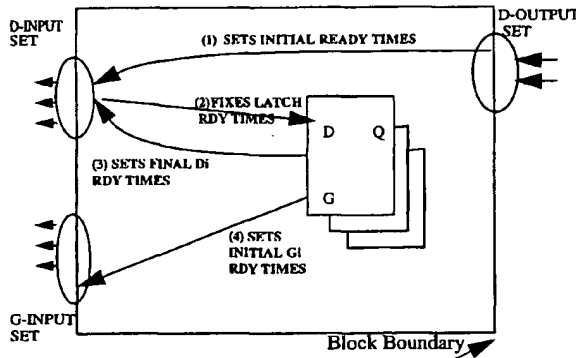 D-INPUT
SET
D-OUTPUT
SET
(1) SETS INITIAL READY TIMES
(2)FIXES LATCH
RDY TIMES
D Q
(3) SETS FINAL Di
RDY TIMES
G
(4) SETS
INITIAL Gi
RDY TIMES
G-INPUT
SET
Block Boundary